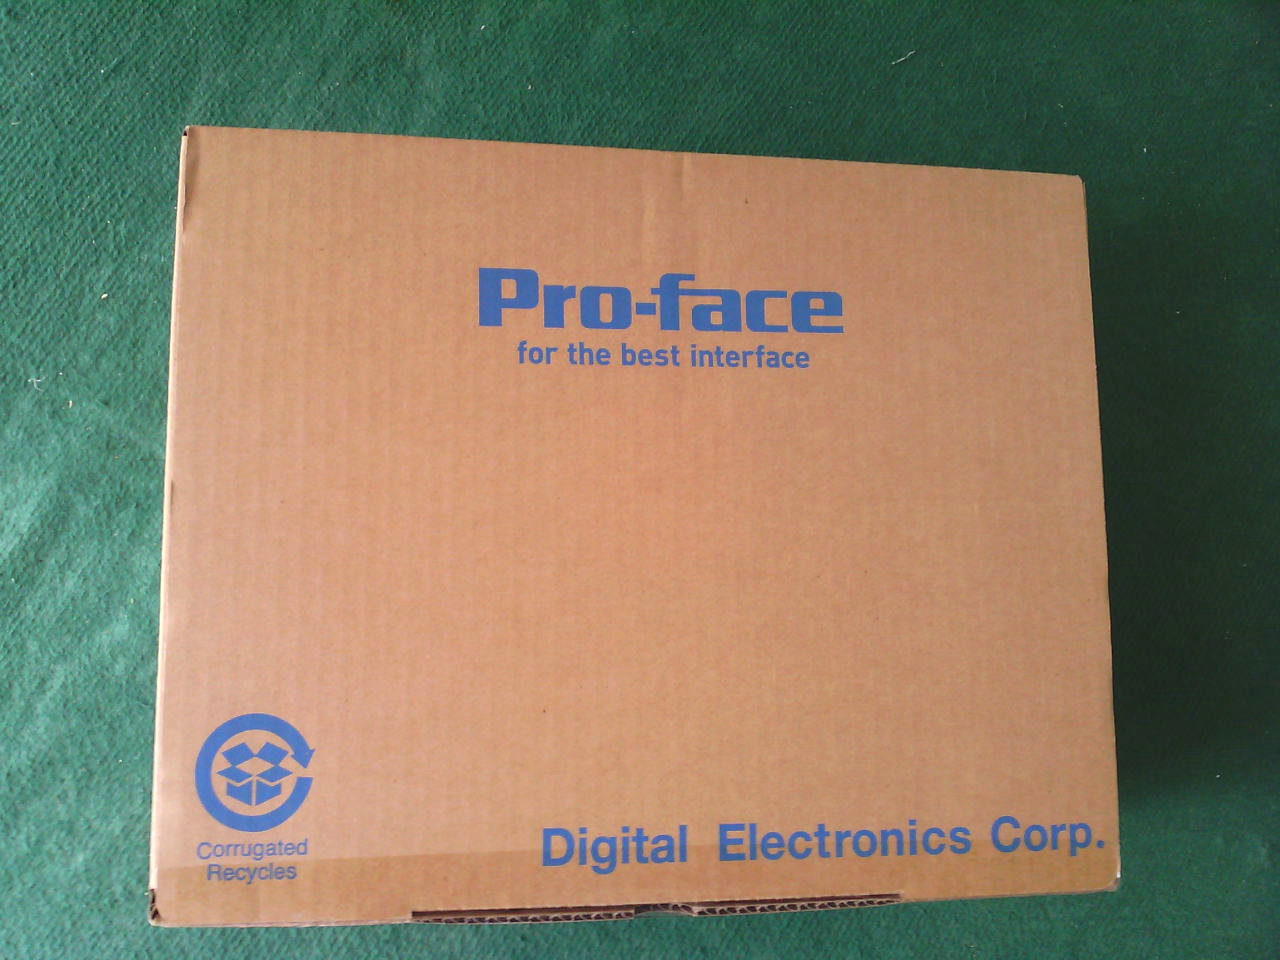 Pro-face
for the best interface
Corrugated
Recycles
Digital Electronics Corp.